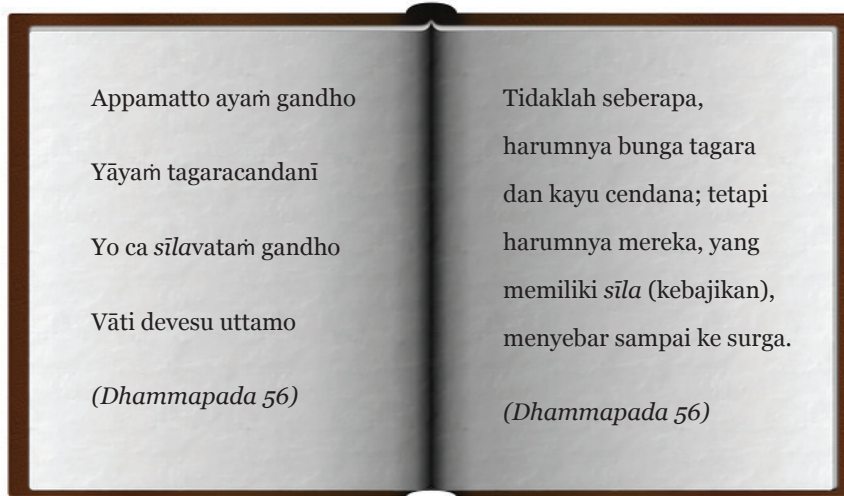 Appamatto ayaṁ gandho
Yāyaṁ tagaracandanī
Yo ca sīlavataṁ gandho
Vāti devesu uttamo
(Dhammapada 56)
Tidaklah seberapa,
harumnya bunga tagara
dan kayu cendana; tetapi
harumnya mereka, yang
memiliki sīla (kebajikan),
menyebar sampai ke surga.
(Dhammapada 56)